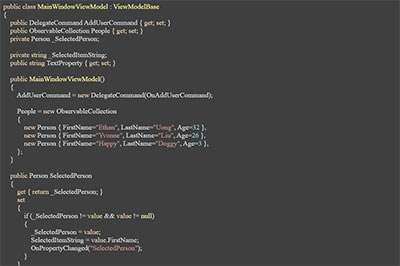 public class MainWindowViewModel : ViewModelBase
{
public DelegateCommand AddUserCommand { get; set; }
public ObservableCollection People { get; set; }
private Person _SelectedPerson;
private string _SelectedItemString;
public string TextProperty { get; set; }
public MainWindowViewModel()
{
AddUserCommand = new DelegateCommand(OnAddUserCommand);
People = new ObservableCollection
{
new Person { FirstName="Ethan", LastName="Uong", Age=32 },
new Person { FirstName="Yvonne", LastName="Liu", Age=26 },
new Person { FirstName="Happy", LastName="Doggy", Age=3 },
};
}
public Person SelectedPerson
{
get { return _SelectedPerson; }
set
{
if (_SelectedPerson != value && value != null)
{
_SelectedPerson = value;
SelectedItemString = value.FirstName;
OnPropertyChanged("SelectedPerson");
}